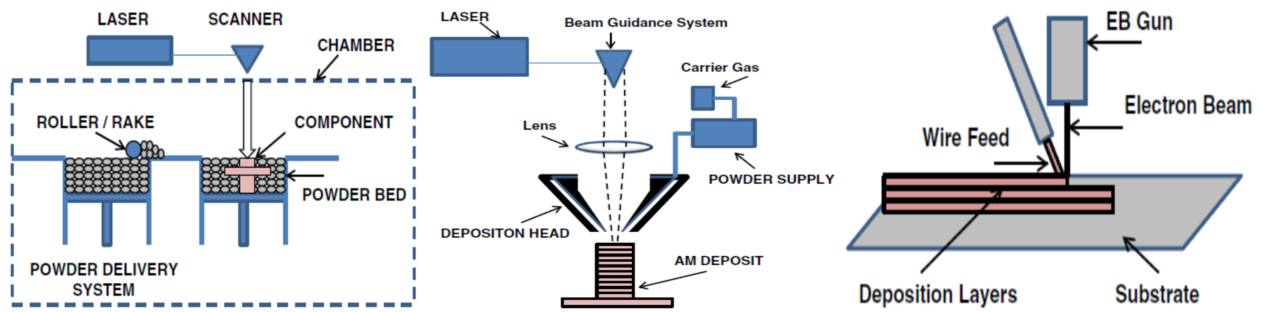 LASER
SCANNER
CHAMBER
ROLLER / RAKE
COMPONENT
POWDER BED
POWDER DELIVERY
SYSTEM
LASER
Beam Guidance System
Carrier Gas
Lens
POWDER SUPPLY
DEPOSITON HEAD
AM DEPOSIT
EB Gun
Electron Beam
Wire Feed
Deposition Layers
Substrate